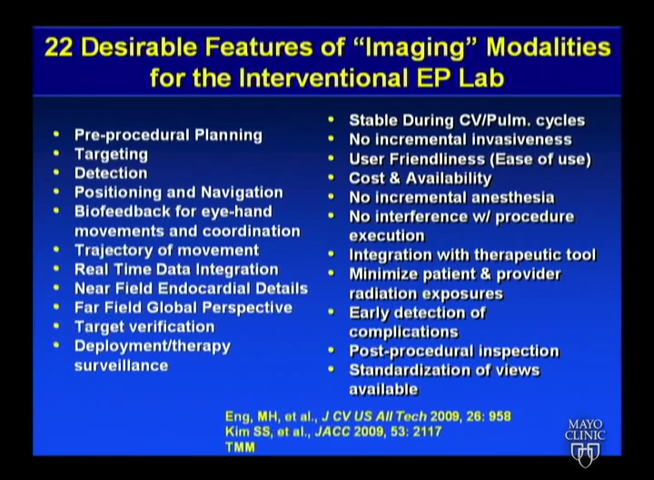 22 Desirable Features of “Imaging” Modalities
for the Interventional EP Lab
• Pre-procedural Planning
• Targeting
• Detection
• Positioning and Navigation
• Biofeedback for eye-hand
movements and coordination
• Trajectory of movement
• Real Time Data Integration
• Near Field Endocardial Details
• Far Field Global Perspective
• Target verification
• Deployment/therapy
surveillance
• Stable During CV/Pulm. cycles
• No incremental invasiveness
• User Friendliness (Ease of use)
• Cost & Availability
• No incremental anesthesia
• No interference w/ procedure
execution
• Integration with therapeutic tool
• Minimize patient & provider
radiation exposures
• Early detection of
complications
• Post-procedural inspection
• Standardization of views
available
Eng, MH, et al., J CV US All Tech 2009, 26: 958
Kim SS, et al., JACC 2009, 53: 2117
TMM
MAYO
CLINIC